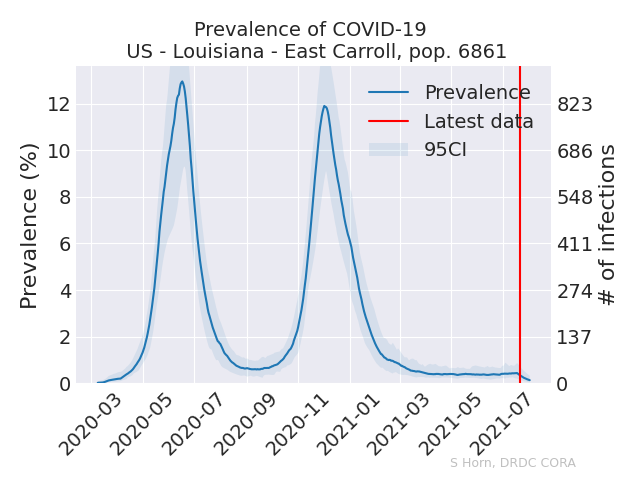 Prevalence of COVID-19
US - Louisiana - East Carroll, pop. 6861
Prevalence (%)
12
10
8
6
4
2
0
Prevalence
Latest data
95CI
823
686
548
411
274
137
0
# of infections
2020-03
2020-05
2020-07
2020-09
2020-11
2021-01
2021-03
2021-05
2021-07
S Horn, DRDC CORA